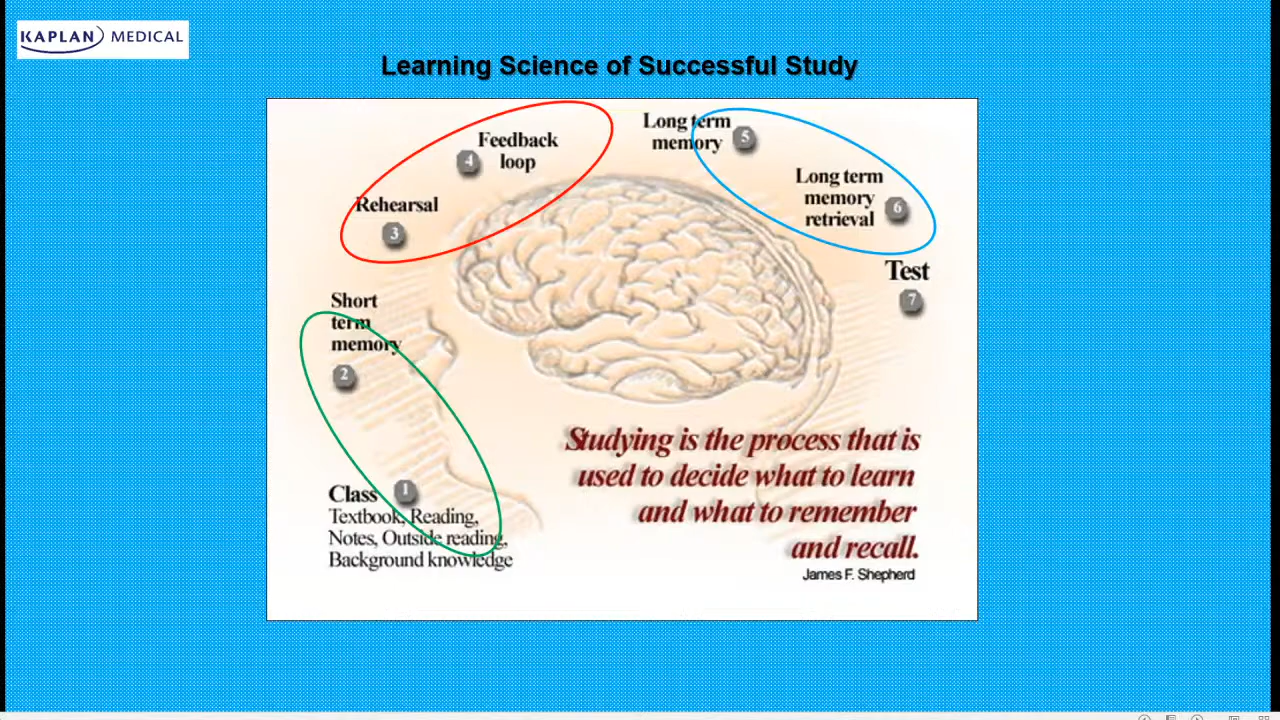 KAPLAN MEDICAL
Learning Science of Successful Study
Feedback
loop
4
Rehearsal
3
Long term
memory
5
Long term
memory
retrieval
6
Test
7
Short
term
memory
2
Class 1
Textbook, Reading,
Notes, Outside reading,
Background knowledge
Studying is the process that is
used to decide what to learn
and what to remember
and recall.
James F. Shepherd